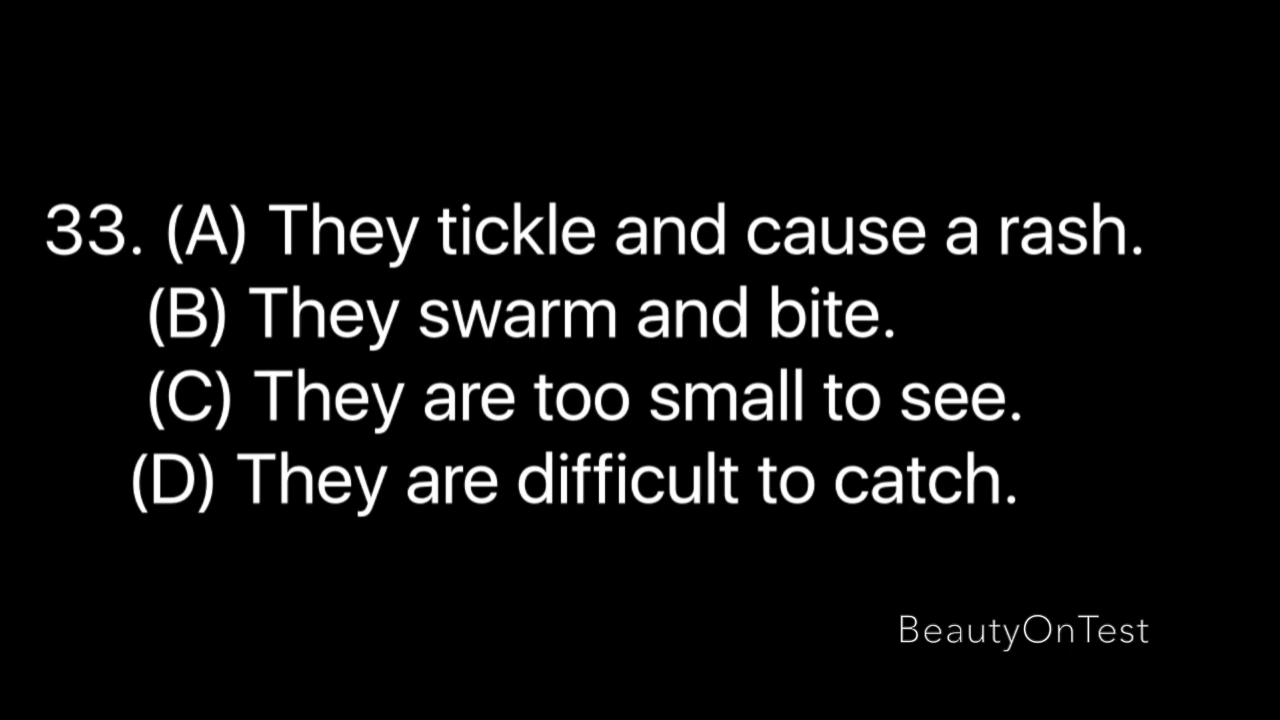 33. (A) They tickle and cause a rash.
(B) They swarm and bite.
(C) They are too small to see.
(D) They are difficult to catch.
BeautyOnTest